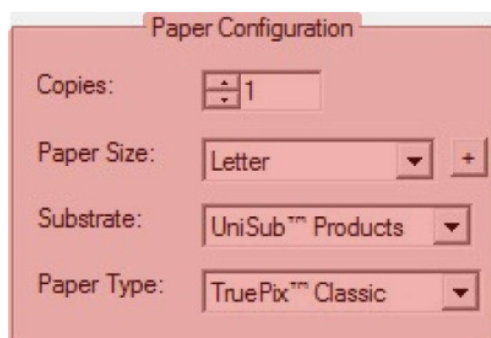 Paper Configuration
Copies: 1
Paper Size: Letter +
Substrate: UniSub™ Products
Paper Type: TruePix™ Classic